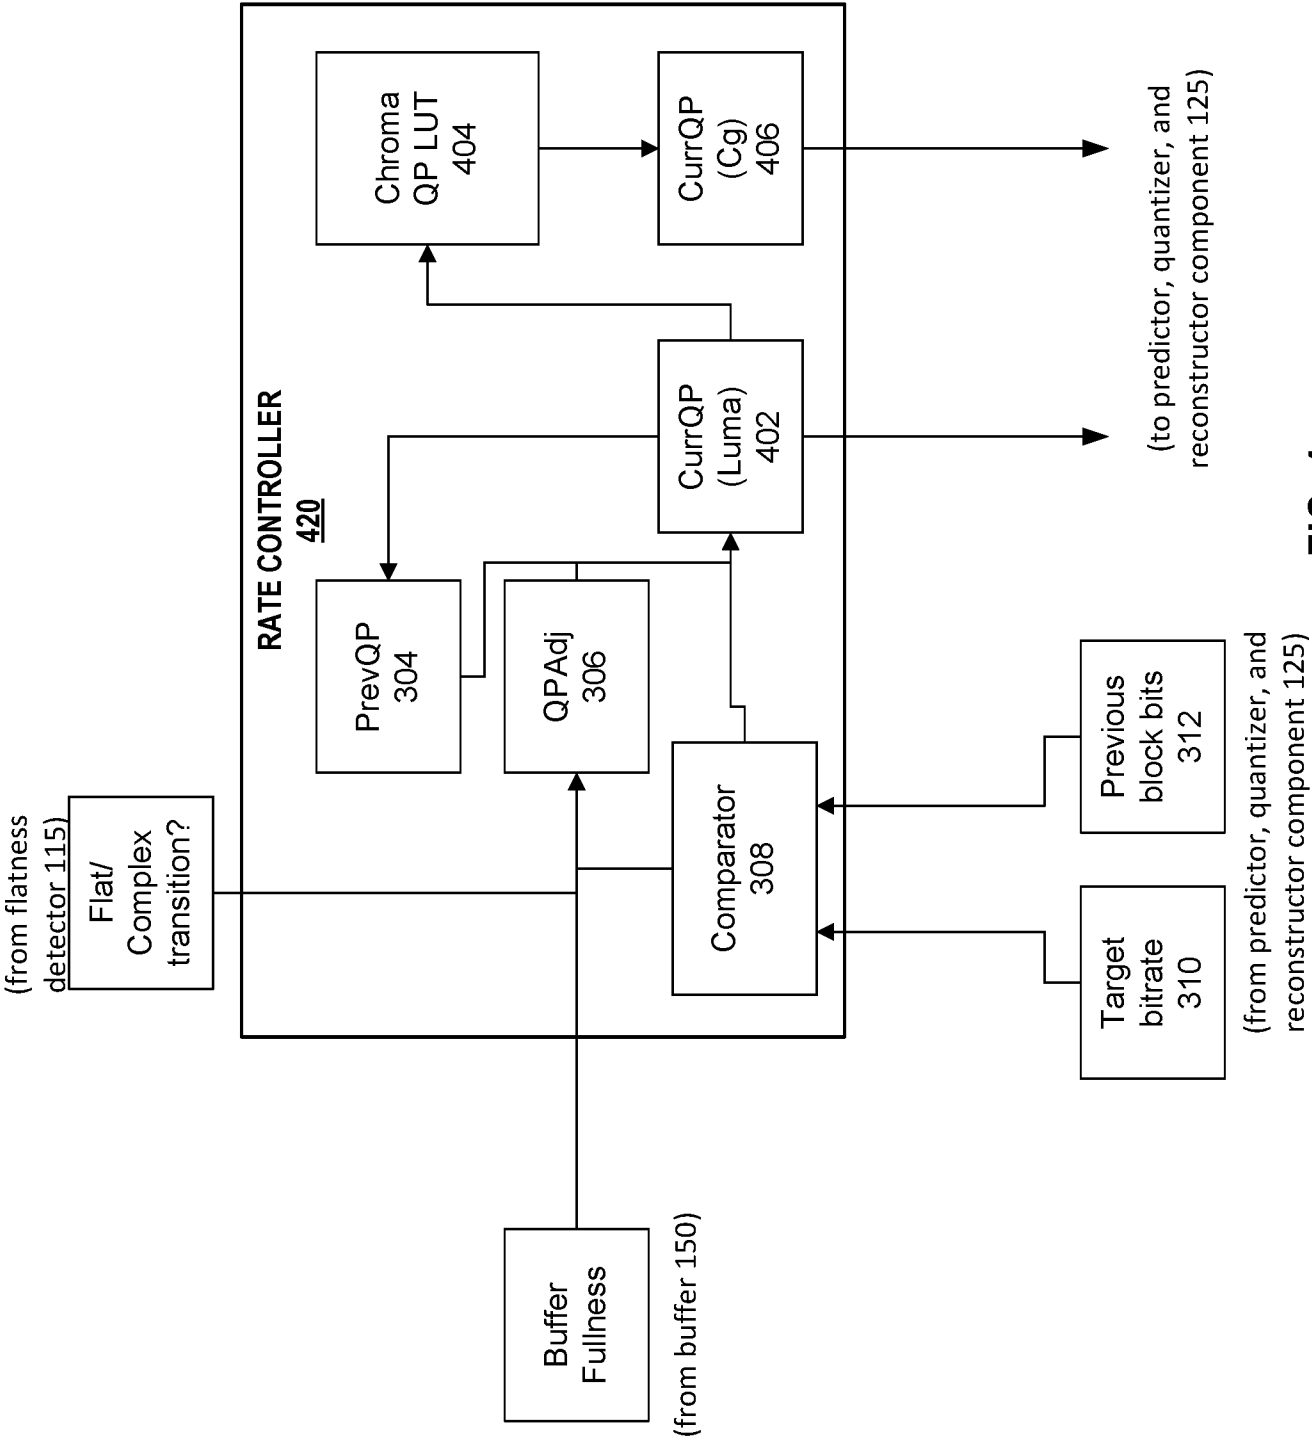 RATE CONTROLLER
420
(from flatness
detector 115)
Flat/
Complex
transition?
Buffer
Fullness
(from buffer 150)
PrevQP
304
QPAdj
306
Comparator
308
Chroma
QP LUT
404
CurrQP
(Luma)
402
CurrQP
(Cg)
406
Target
bitrate
310
Previous
block bits
312
(from predictor, quantizer, and
reconstructor component 125)
(to predictor, quantizer, and
reconstructor component 125)